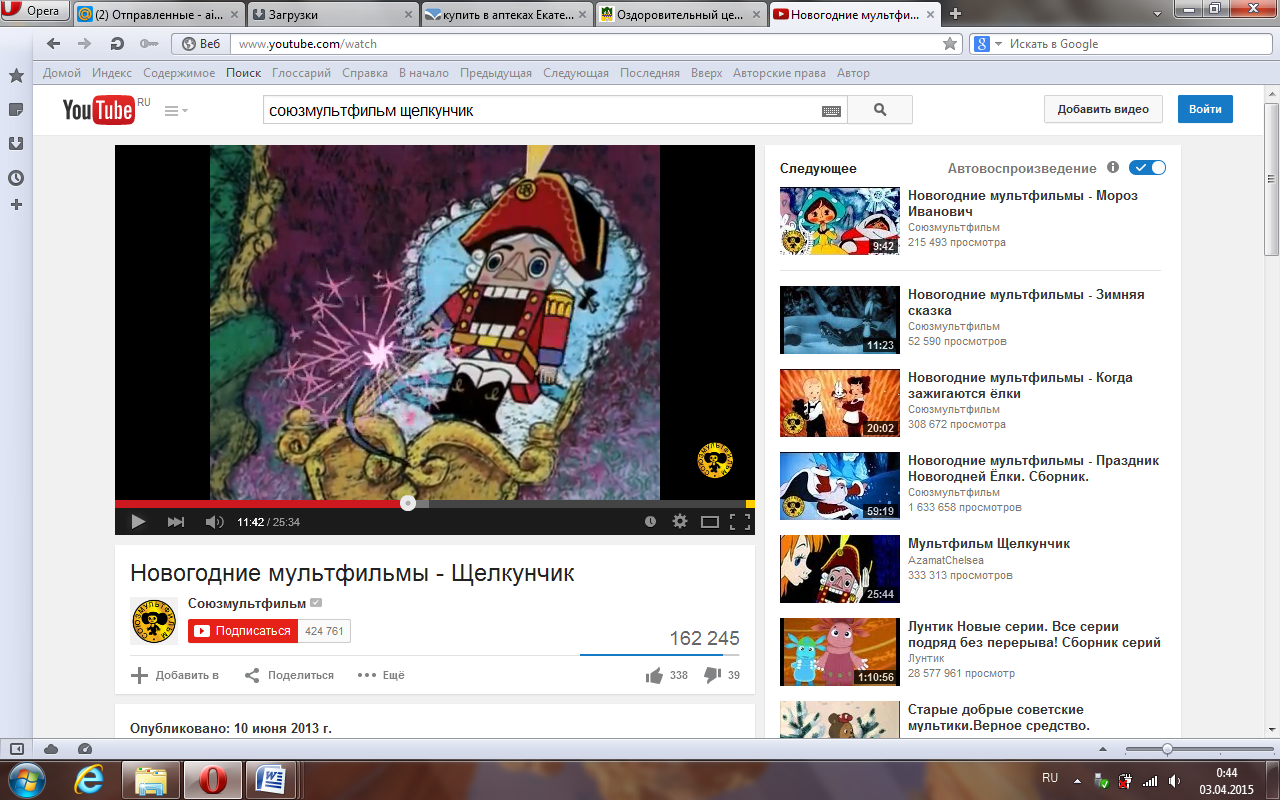 Opera
(2) Отправленные - ai...
Загрузки
купить в аптеках Екате...
Оздоровительный це...
Новогодние мультфи...
Веб
www.youtube.com/watch
Искать в Google
Домой Индекс Содержимое Поиск Глоссарий Справка В начало Предыдущая Следующая Последняя Вверх Авторские права Автор
YouTube RU
союзмультфильм щелкунчик
Добавить видео
Войти
СОЮЗМУЛЬТФИЛЬМ
11:42 / 25:34
Новогодние мультфильмы - Щелкунчик
СОЮЗМУЛЬТФИЛЬМ
Союзмультфильм
Подписаться 424 761
162 245
Добавить в Поделиться Ещё
338 39
Опубликовано: 10 июня 2013 г.
Следующее
Автовоспроизведение
9:42
Новогодние мультфильмы - Мороз
Иванович
Союзмультфильм
215 493 просмотра
11:23
Новогодние мультфильмы - Зимняя
сказка
Союзмультфильм
52 590 просмотров
20:02
Новогодние мультфильмы - Когда
зажигаются ёлки
Союзмультфильм
308 672 просмотра
59:19
Новогодние мультфильмы - Праздник
Новогодней Ёлки. Сборник.
Союзмультфильм
1 633 658 просмотров
25:44
Мультфильм Щелкунчик
AzamatChelsea
333 313 просмотров
1:10:56
Лунтик Новые серии. Все серии
подряд без перерыва! Сборник серий
Лунтик
28 577 961 просмотр
Старые добрые советские
мультики.Верное средство.
RU
0:44
03.04.2015